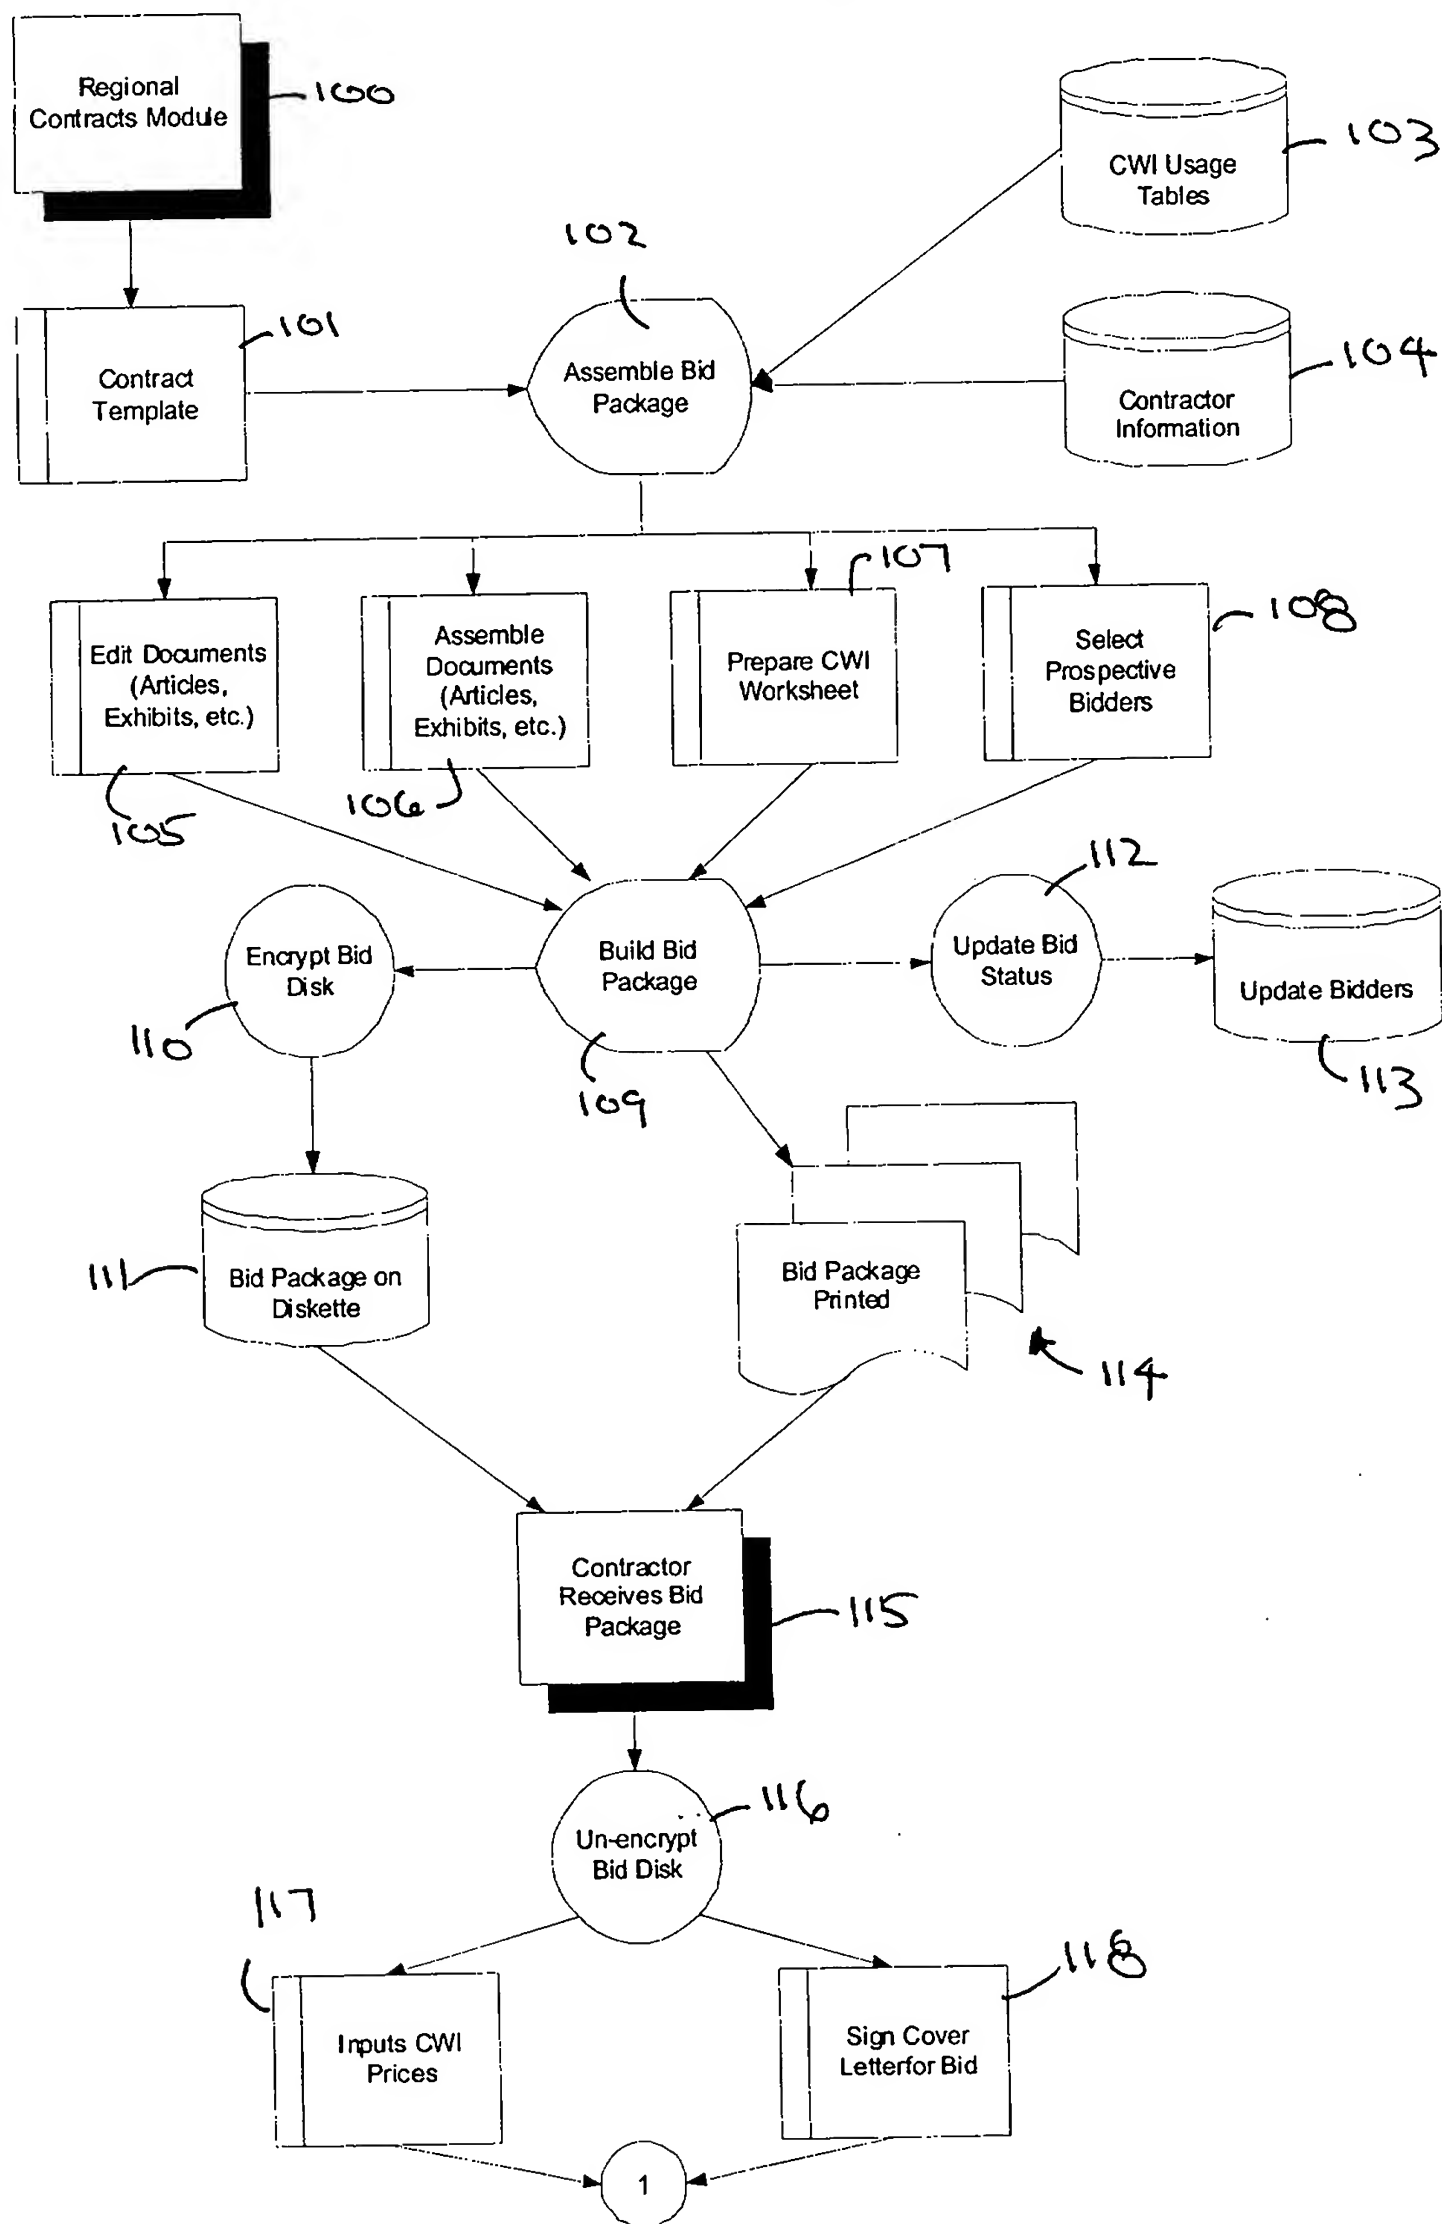 Regional
Contracts Module
100
CWI Usage
Tables
103
102
Contract
Template
101
Assemble Bid
Package
Contractor
Information
104
107
Edit Documents
(Articles,
Exhibits, etc.)
105
Assemble
Documents
(Articles,
Exhibits, etc.)
106
Prepare CWI
Worksheet
Select
Prospective
Bidders
108
112
Encrypt Bid
Disk
110
Build Bid
Package
109
Update Bid
Status
Update Bidders
113
111
Bid Package on
Diskette
Bid Package
Printed
114
Contractor
Receives Bid
Package
115
Un-encrypt
Bid Disk
116
117
Inputs CWI
Prices
Sign Cover
Letterfor Bid
118
1